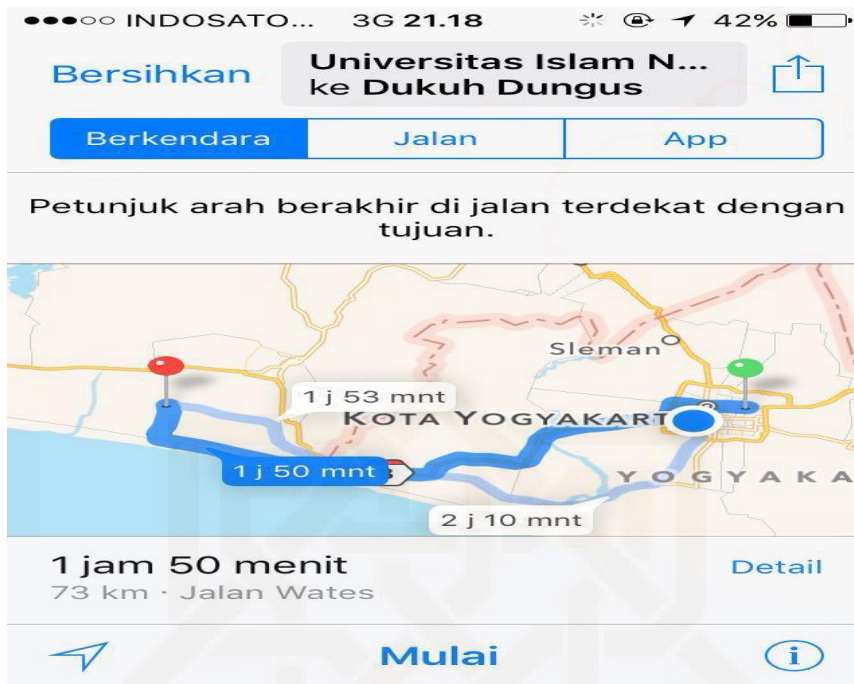 INDOSATO... 3G 21.18 42%
Bersihkan
Universitas Islam N...
ke Dukuh Dungus
Berkendara Jalan App
Petunjuk arah berakhir di jalan terdekat dengan
tujuan.
Sleman
1 j 53 mnt
KOTA YOGYAKART
1 j 50 mnt
YOGYAKA
2 j 10 mnt
1 jam 50 menit
73 km · Jalan Wates
Detail
Mulai